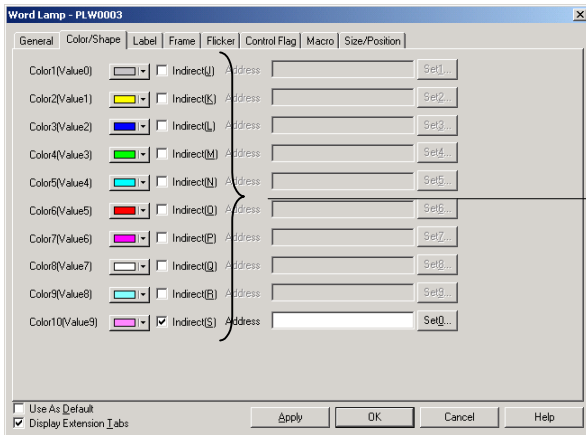 Word Lamp - PLW0003
General Color/Shape Label Frame Flicker Control Flag Macro Size/Position
Color1(Value0) Indirect(J) Address Set1...
Color2(Value1) Indirect(K) Address Set2...
Color3(Value2) Indirect(L) Address Set3...
Color4(Value3) Indirect(M) Address Set4...
Color5(Value4) Indirect(N) Address Set5...
Color6(Value5) Indirect(O) Address Set6...
Color7(Value6) Indirect(P) Address Set7...
Color8(Value7) Indirect(Q) Address Set8...
Color9(Value8) Indirect(R) Address Set9...
Color10(Value9) Indirect(S) Address Set0...
Use As Default
Display Extension Tabs
Apply OK Cancel Help